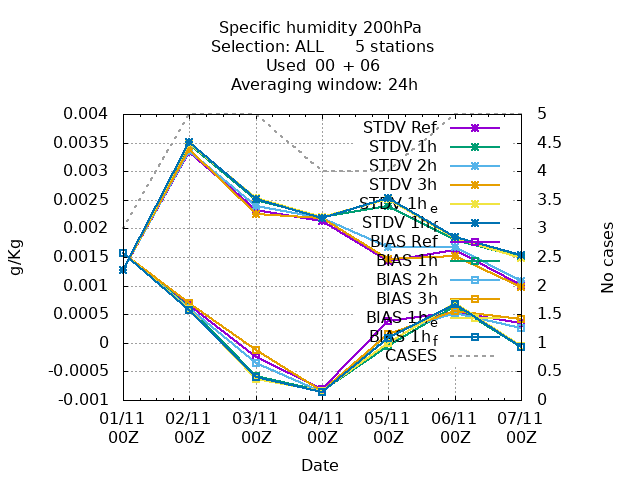 Specific humidity 200hPa
Selection: ALL 5 stations
Used 00 + 06
Averaging window: 24h
0.004
0.0035
0.003
0.0025
0.002
0.0015
0.001
0.0005
0
-0.0005
-0.001
g/Kg
5
4.5
4
3.5
3
2.5
2
1.5
1
0.5
0
No cases
STDV Ref
STDV 1h
STDV 2h
STDV 3h
STDV 1h e
STDV 1h f
BIAS Ref
BIAS 1h
BIAS 2h
BIAS 3h
BIAS 1h e
BIAS 1h f
CASES
01/11 02/11 03/11 04/11 05/11 06/11 07/11
00Z 00Z 00Z 00Z 00Z 00Z 00Z
Date